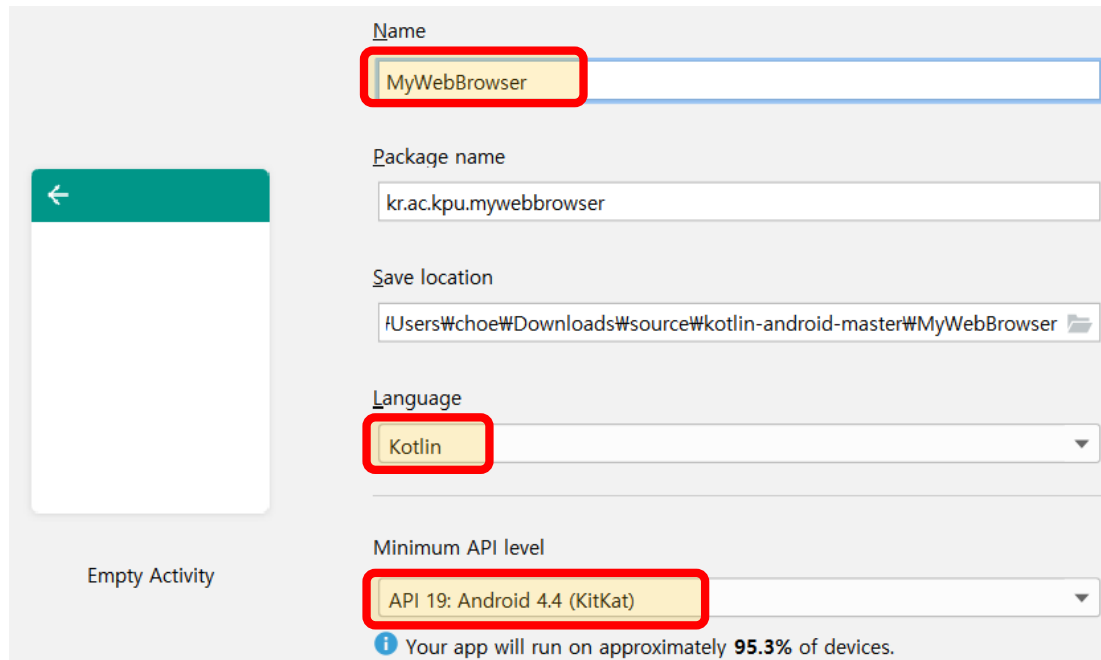 Name
MyWebBrowser
Package name
kr.ac.kpu.mywebbrowser
Save location
Users₩choe₩Downloads₩source₩kotlin-android-master₩MyWebBrowser
Language
Kotlin
Minimum API level
API 19: Android 4.4 (KitKat)
Your app will run on approximately 95.3% of devices.
Empty Activity